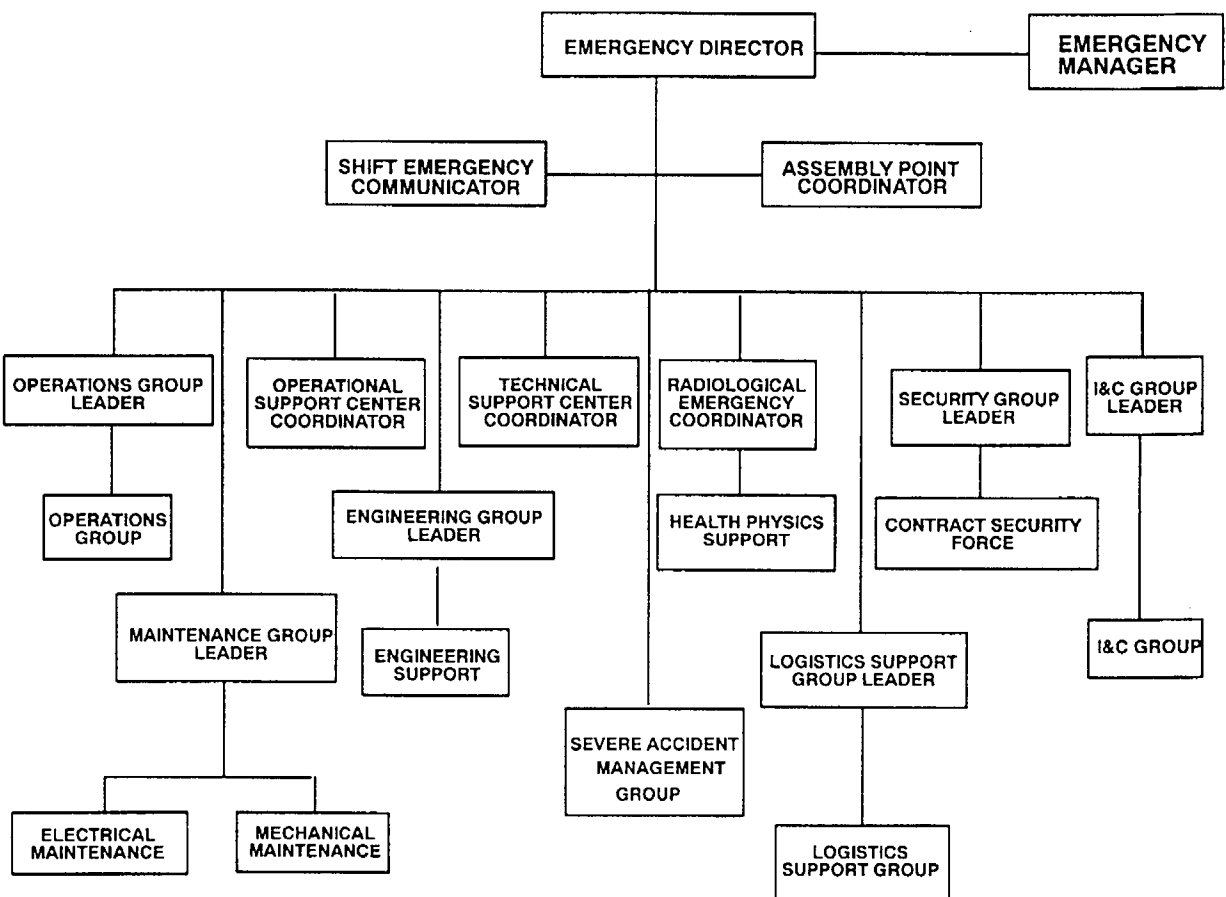 EMERGENCY DIRECTOR
EMERGENCY
MANAGER
SHIFT EMERGENCY
COMMUNICATOR
ASSEMBLY POINT
COORDINATOR
OPERATIONS GROUP
LEADER
OPERATIONAL
SUPPORT CENTER
COORDINATOR
TECHNICAL
SUPPORT CENTER
COORDINATOR
RADIOLOGICAL
EMERGENCY
COORDINATOR
SECURITY GROUP
LEADER
I&C GROUP
LEADER
OPERATIONS
GROUP
ENGINEERING GROUP
LEADER
HEALTH PHYSICS
SUPPORT
CONTRACT SECURITY
FORCE
MAINTENANCE GROUP
LEADER
ENGINEERING
SUPPORT
LOGISTICS SUPPORT
GROUP LEADER
I&C GROUP
SEVERE ACCIDENT
MANAGEMENT
GROUP
ELECTRICAL
MAINTENANCE
MECHANICAL
MAINTENANCE
LOGISTICS
SUPPORT GROUP